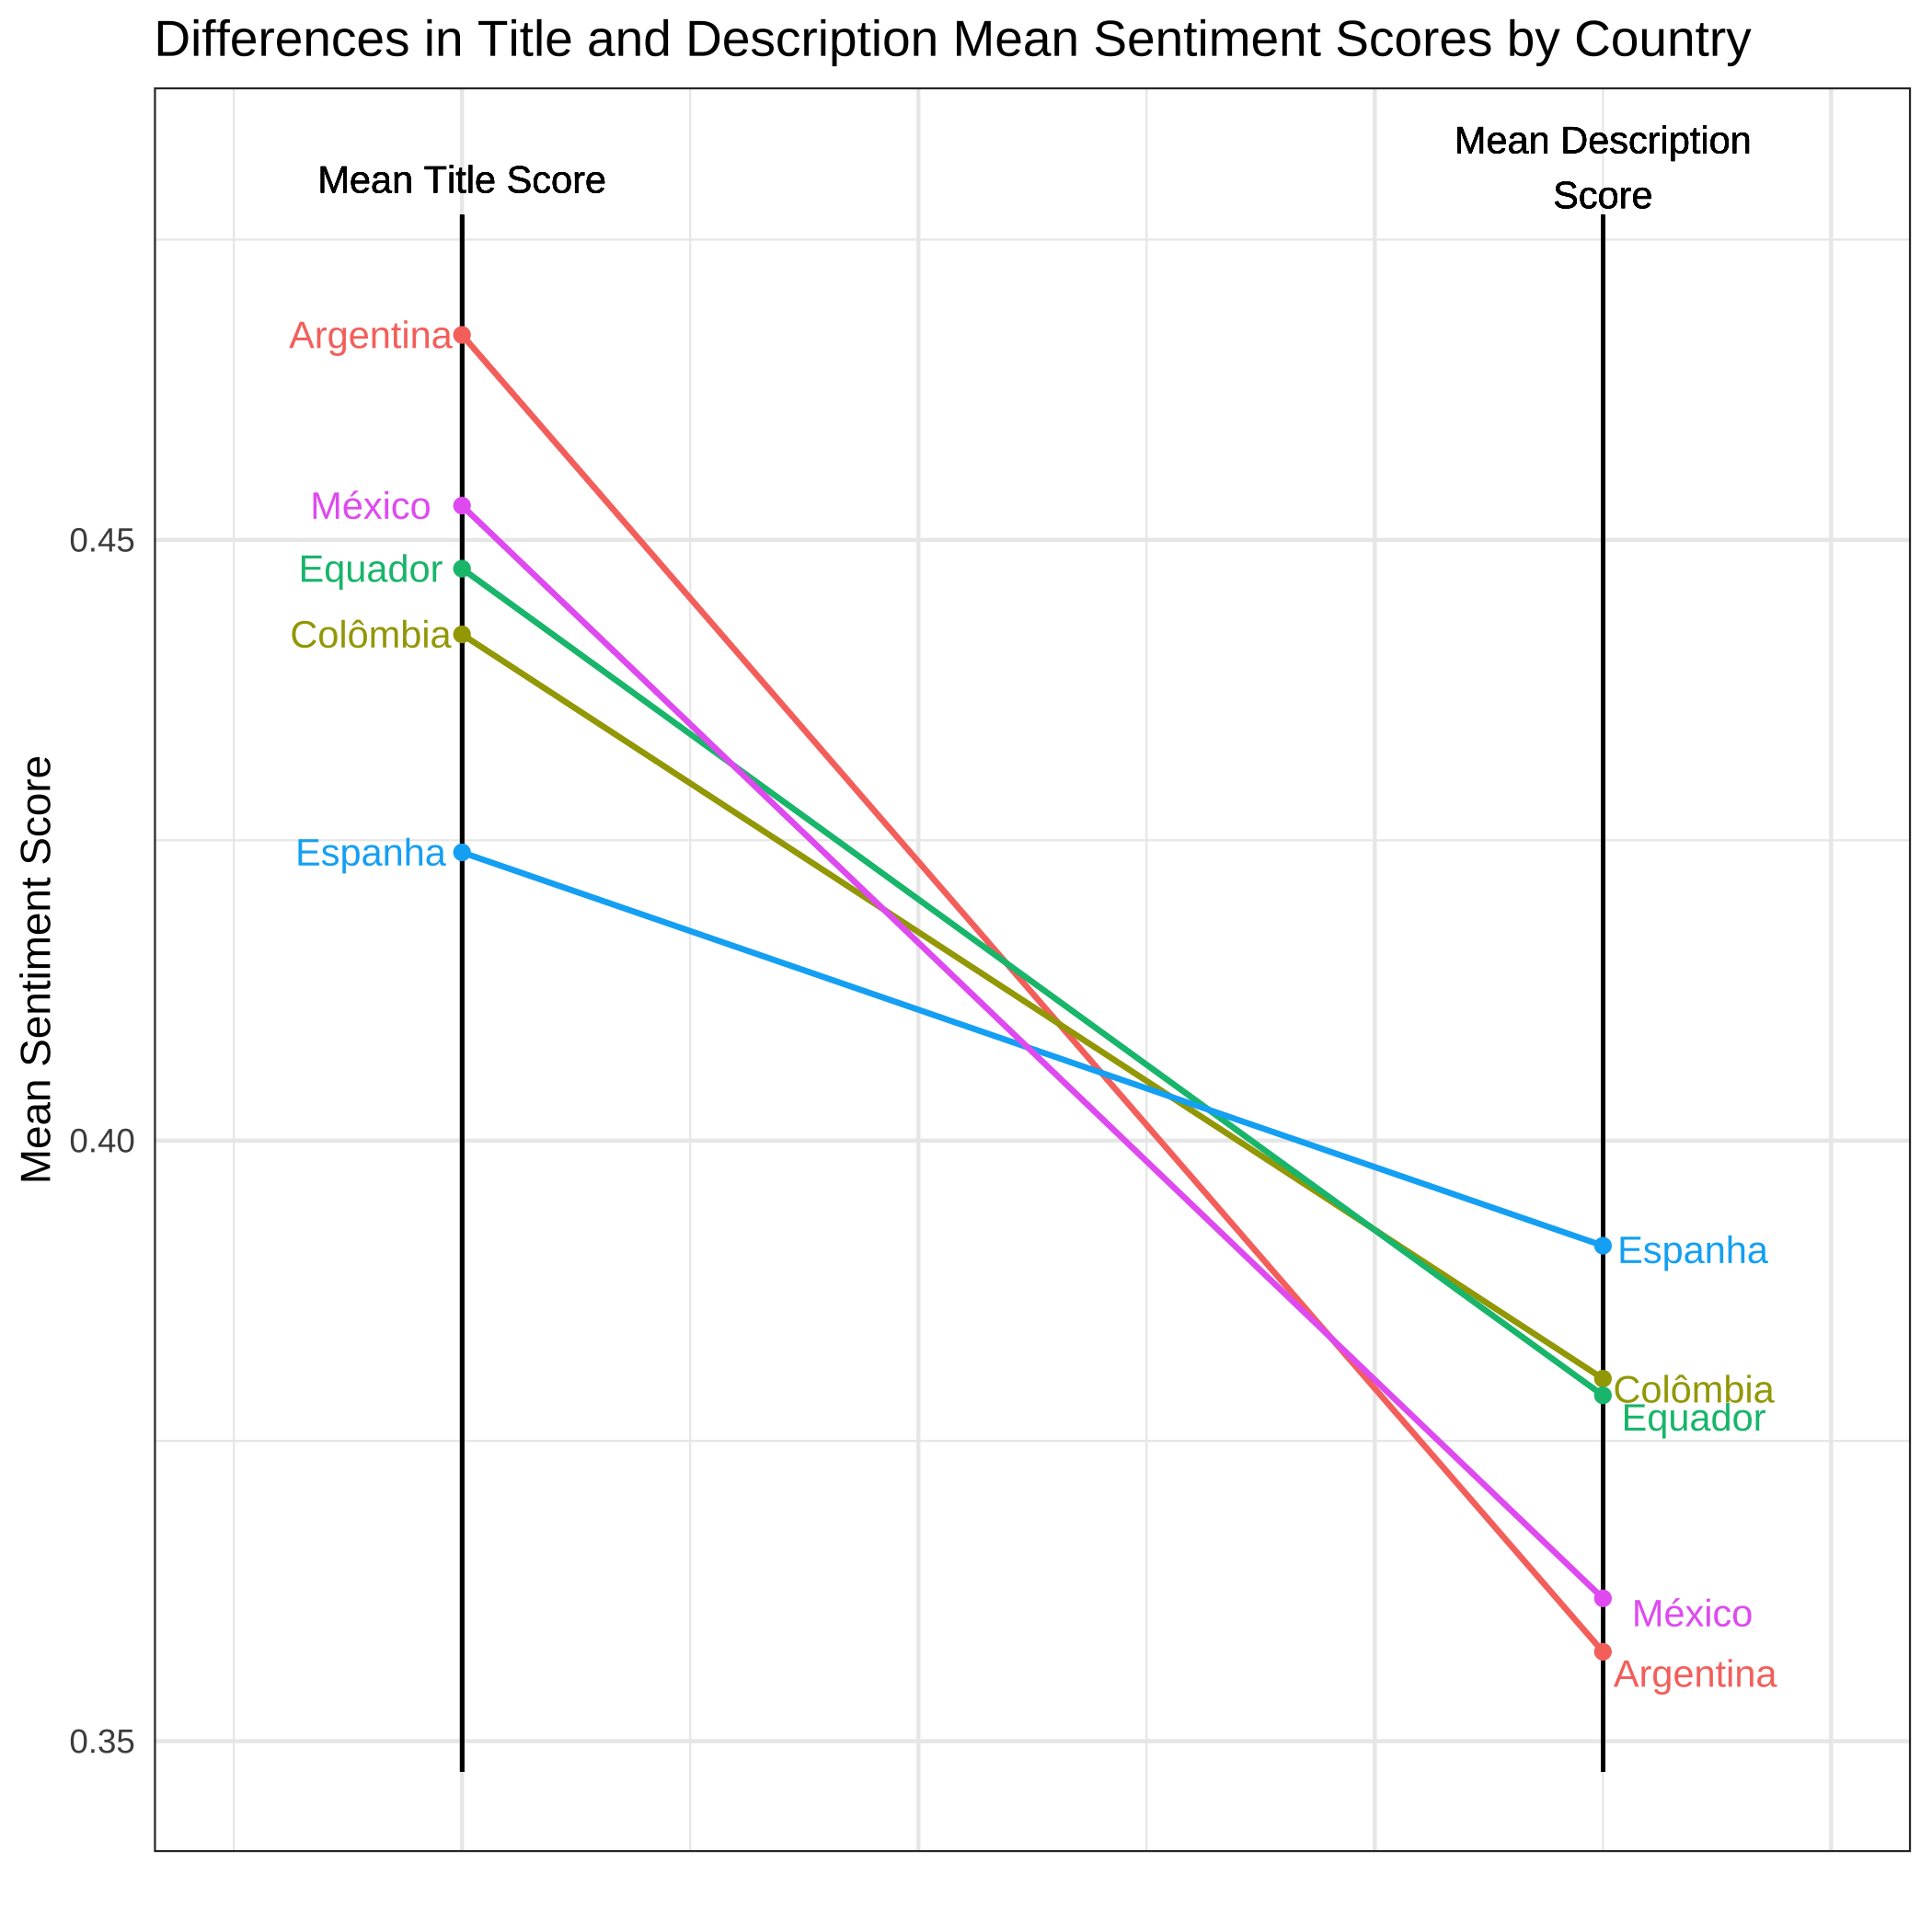 Differences in Title and Description Mean Sentiment Scores by Country
Mean Title Score
Mean Description
Score
Argentina
México
Equador
Colômbia
Espanha
Espanha
Colômbia
Equador
México
Argentina
0.45
0.40
0.35
Mean Sentiment Score